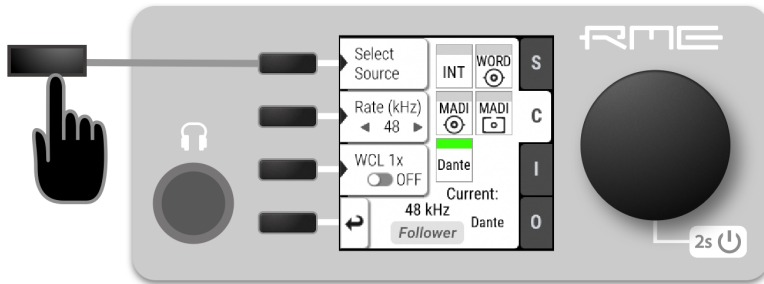 RME
Select
Source
INT
WORD
S
Rate (kHz)
48
MADI
MADI
C
WCL 1x
OFF
Dante
I
Current:
48 kHz
Follower
Dante
O
2s